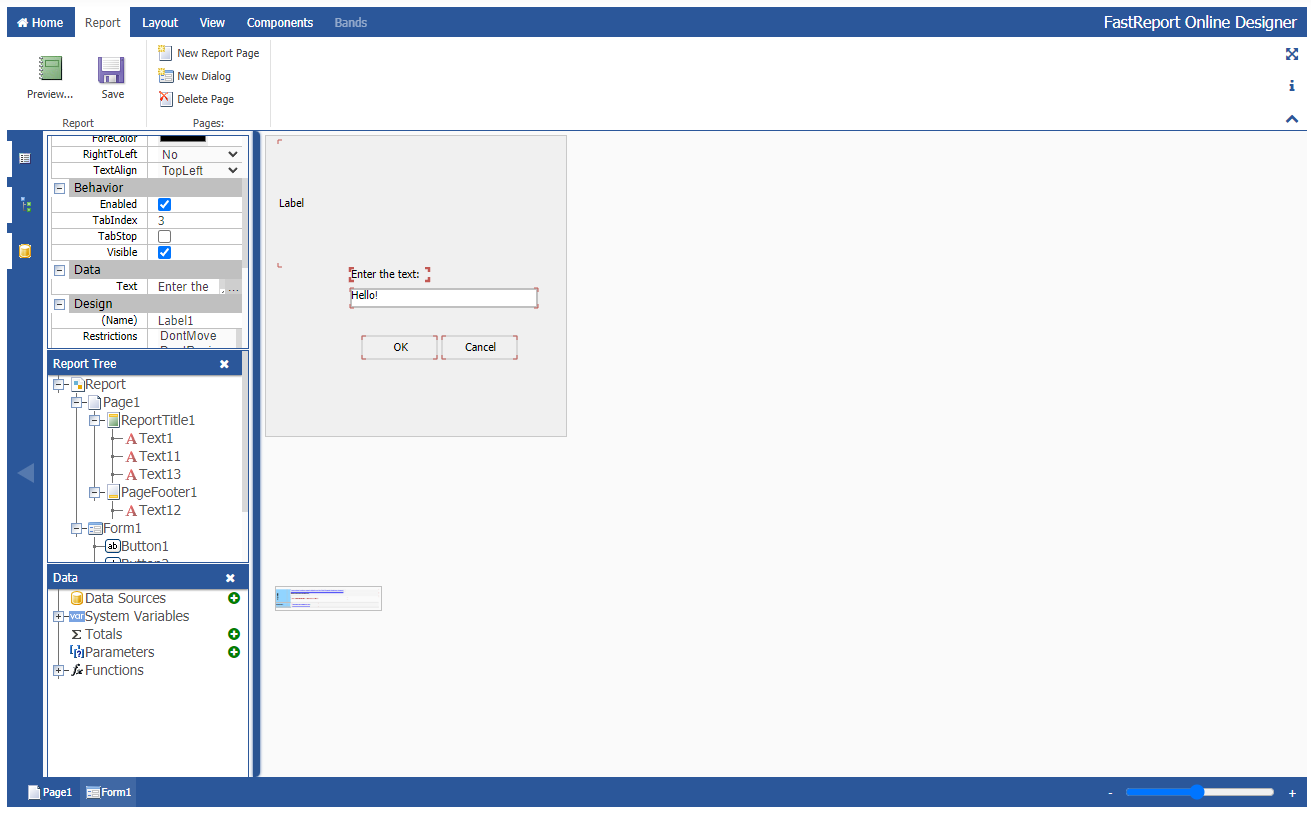 Home Report Layout View Components Bands FastReport Online Designer
Preview... Save New Report Page
New Dialog
Delete Page
Report Pages:
ForeColor
RightToLeft No
TextAlign TopLeft
Behavior
Enabled
TabIndex 3
TabStop
Visible
Data
Text Enter the ...
Design
(Name) Label1
Restrictions DontMove
Report Tree
Report
Page1
ReportTitle1
A Text1
A Text11
A Text13
PageFooter1
A Text12
Form1
ab Button1
Data
Data Sources
var System Variables
Σ Totals
[?] Parameters
fx Functions
Label
Enter the text:
Hello!
OK Cancel
Page1 Form1 - +